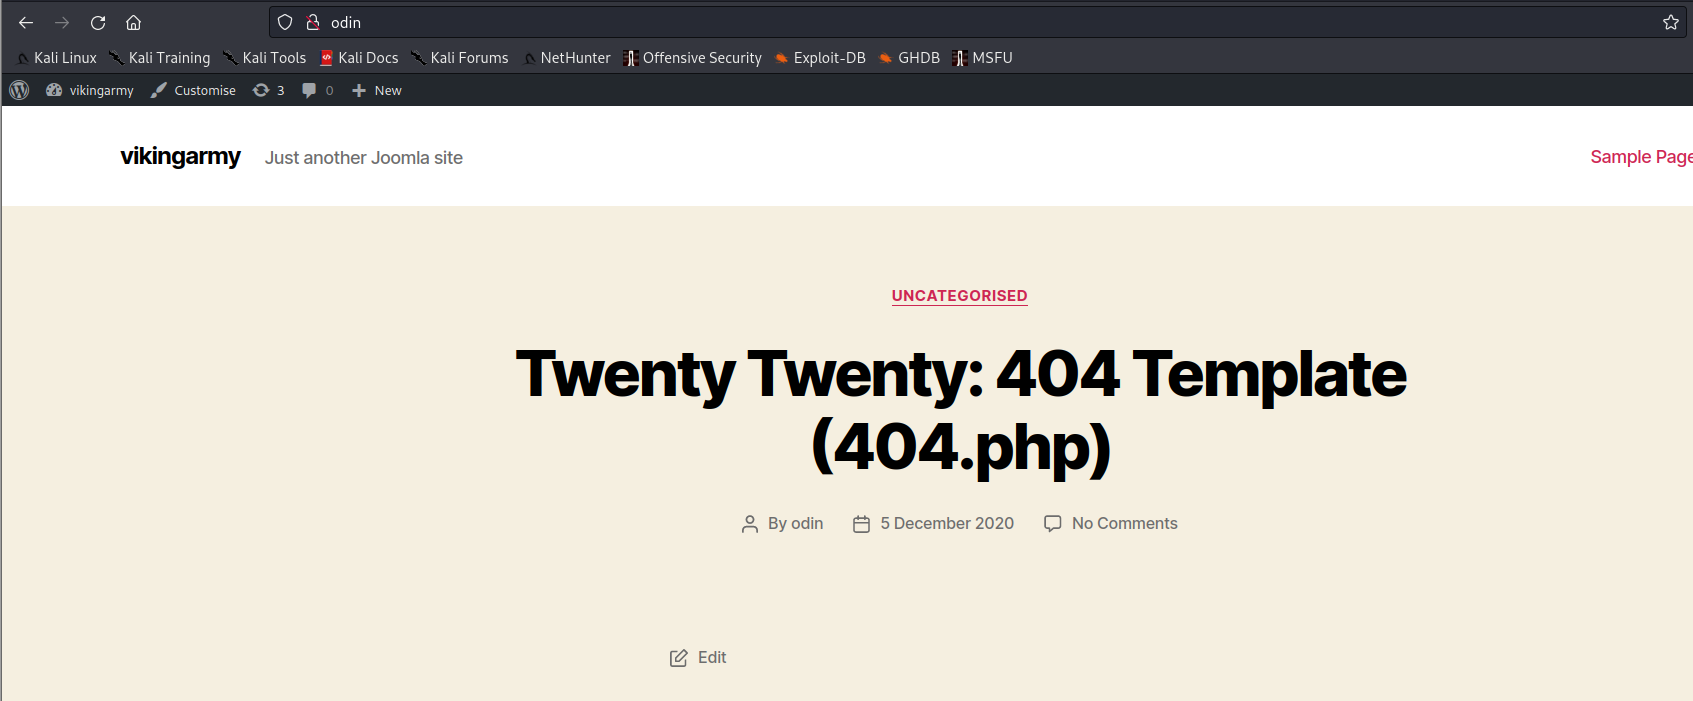 odin
Kali Linux Kali Training Kali Tools Kali Docs Kali Forums NetHunter Offensive Security Exploit-DB GHDB MSFU
vikingarmy Customise 3 0 New
vikingarmy Just another Joomla site Sample Page
UNCATEGORISED
Twenty Twenty: 404 Template
(404.php)
By odin 5 December 2020 No Comments
Edit